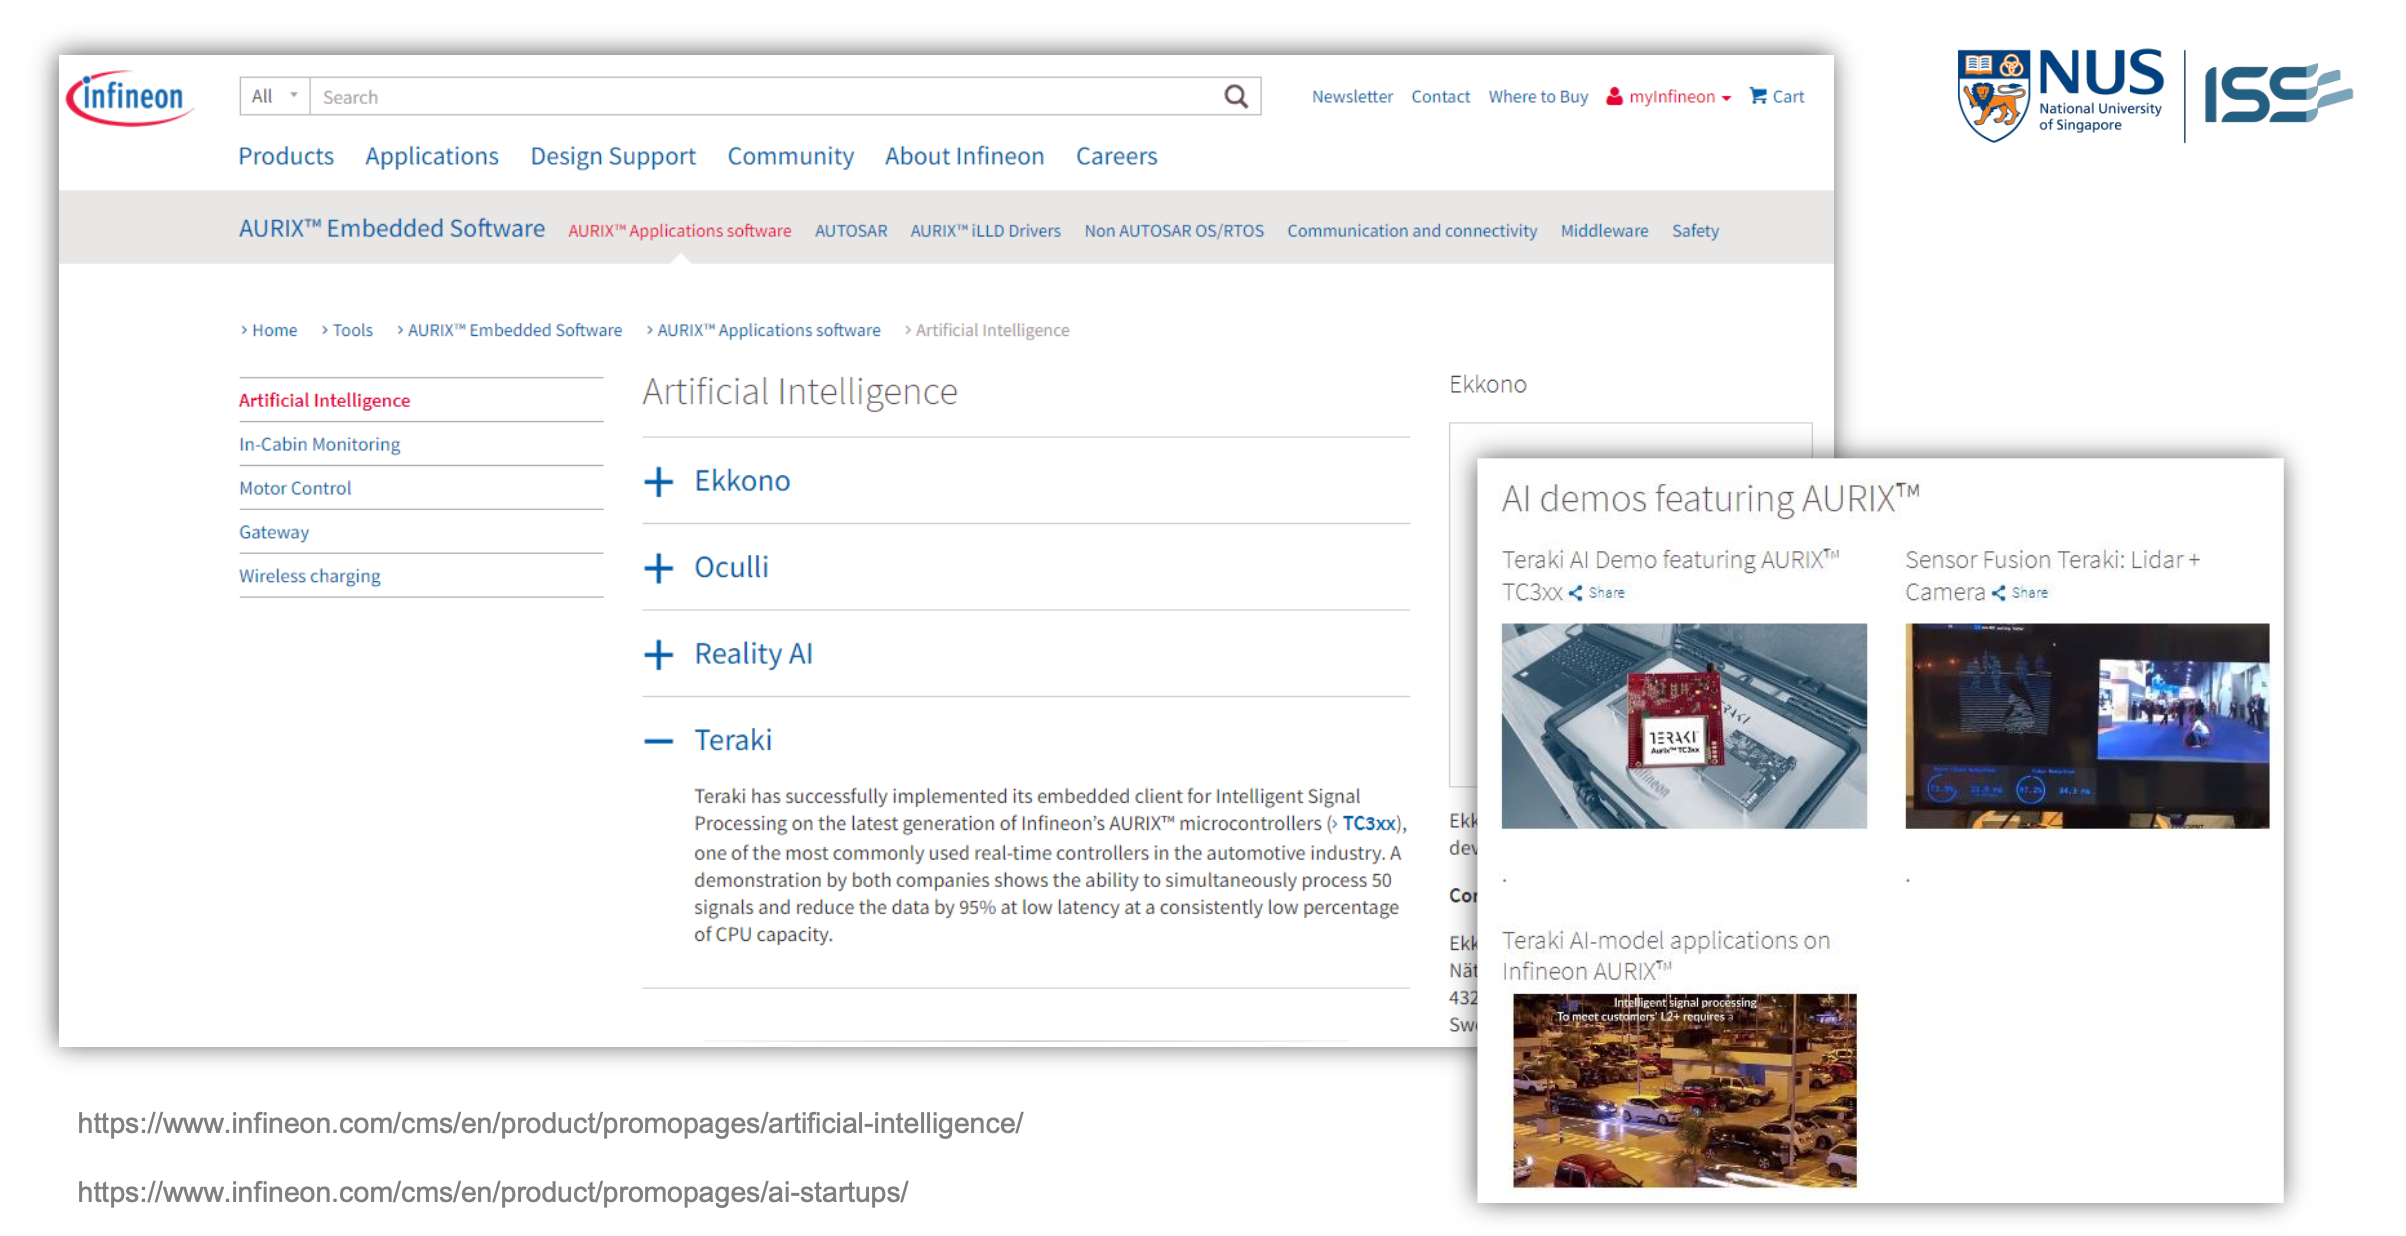 infineon
All
Search
Newsletter Contact Where to Buy myInfineon Cart
Products Applications Design Support Community About Infineon Careers
AURIX™ Embedded Software AURIX™ Applications software AUTOSAR AURIX™ iLLD Drivers Non AUTOSAR OS/RTOS Communication and connectivity Middleware Safety
> Home > Tools > AURIX™ Embedded Software > AURIX™ Applications software > Artificial Intelligence
Artificial Intelligence
In-Cabin Monitoring
Motor Control
Gateway
Wireless charging
Artificial Intelligence
+ Ekkono
+ Oculli
+ Reality AI
— Teraki
Teraki has successfully implemented its embedded client for Intelligent Signal
Processing on the latest generation of Infineon's AURIX™ microcontrollers (> TC3xx),
one of the most commonly used real-time controllers in the automotive industry. A
demonstration by both companies shows the ability to simultaneously process 50
signals and reduce the data by 95% at low latency at a consistently low percentage
of CPU capacity.
Ekkono
Ekk
dev
Cor
Ekk
Nät
432
Swe
NUS
National University
of Singapore
ISS
AI demos featuring AURIX™
Teraki AI Demo featuring AURIX™
TC3xx Share
TERAKI
Aurix™ TC3xx
TERAKI
infineon
Sensor Fusion Teraki: Lidar +
Camera Share
.
.
Teraki AI-model applications on
Infineon AURIX™
Intelligent signal processing
To meet customers' L2+ requires a
https://www.infineon.com/cms/en/product/promopages/artificial-intelligence/
https://www.infineon.com/cms/en/product/promopages/ai-startups/